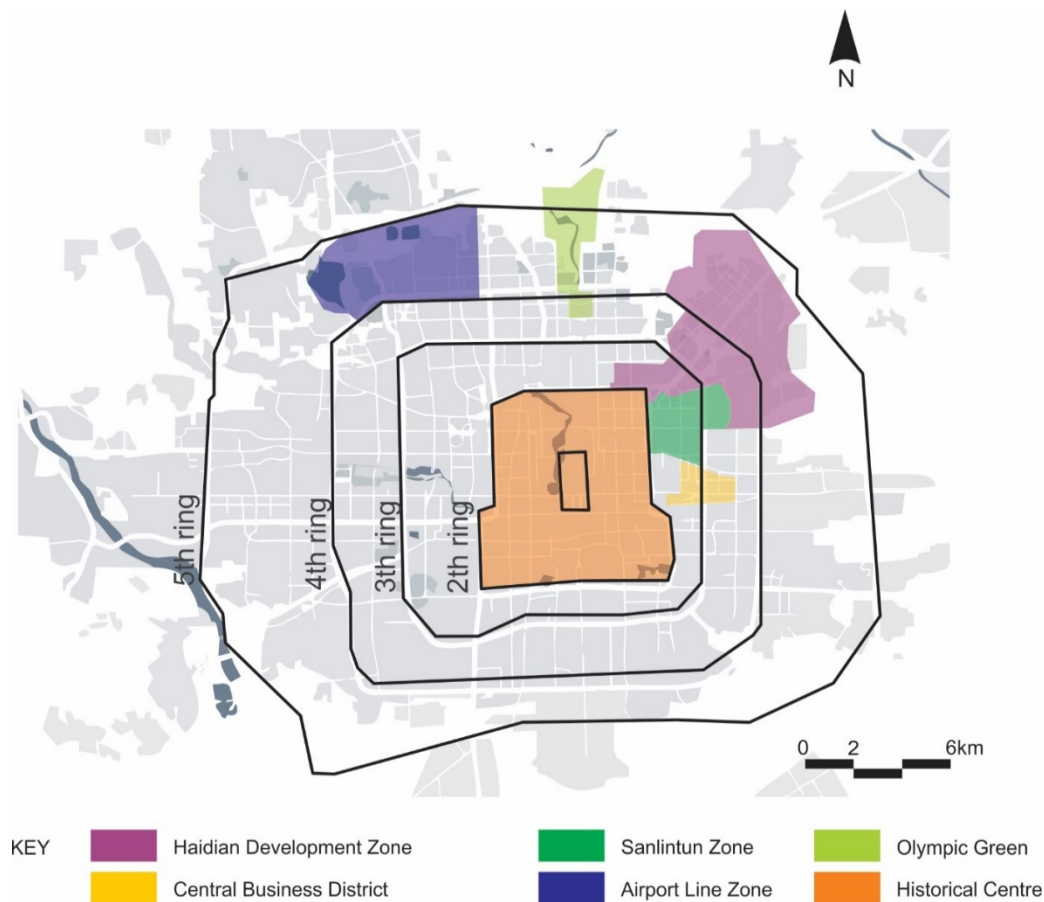 N
5th ring
4th ring
3th ring
2th ring
0 2 6km
KEY
Haidian Development Zone
Sanlintun Zone
Olympic Green
Central Business District
Airport Line Zone
Historical Centre